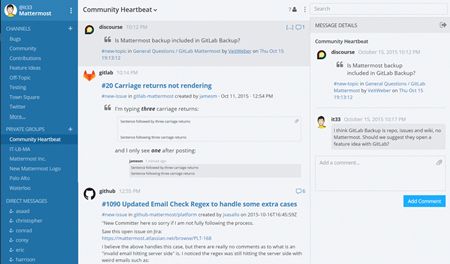 @it33
Mattermost
CHANNELS
Bugs
Community
Contributions
Feature Ideas
Off-Topic
Testing
Town Square
Twitter
More...
PRIVATE GROUPS
Community Heartbeat
IT-LB-MA
Mattermost Inc.
New Mattermost Logo
Palo Alto
Waterloo
DIRECT MESSAGES
asaad
christopher
conrad
corey
eric
harrison
Community Heartbeat
7
discourse 10:12 PM [...] 1
Is Mattermost backup included in GitLab Backup?
#new-topic in General Questions / GitLab Mattermost by VeitWeber on Thu Oct 15
19:13:12
gitlab 10:14 PM
#20 Carriage returns not rendering
#new-issue in gitlab-mattermost created by jamesm - Oct 11, 2015 - 12:54 PM
I'm typing three carriage returns:
Sentence followed by three carriage returns
Sentence following three carriage returns
and I only see one after posting:
Sentence followed by three carriage returns
Sentence following three carriage returns
github 12:55 PM 6
#1090 Updated Email Check Regex to handle some extra cases
#new-issue in github-mattermost/platform created by jvasallo on 2015-10-16T16:45:59Z
"New Committer here so sorry if I am not fully following the process.
Saw this open issue on Jira:
https://mattermost.atlassian.net/browse/PLT-168
I believe the above handles this case, but there are really no comments as to what is an
"invalid email hitting server side" is, I noticed the regex was still hitting the server side with
weird emails such as:
Search
MESSAGE DETAILS
Community Heartbeat
discourse October 15, 2015 10:12 PM
Is Mattermost backup
included in GitLab Backup?
#new-topic in General Questions / GitLab
Mattermost by VeitWeber on Thu Oct 15
19:13:12
it33 October 15, 2015 10:17 PM
I think GitLab Backup is repo, issues and wiki, no
Mattermost. Should we suggest they open a
feature idea with GitLab?
Add a comment...
Add Comment